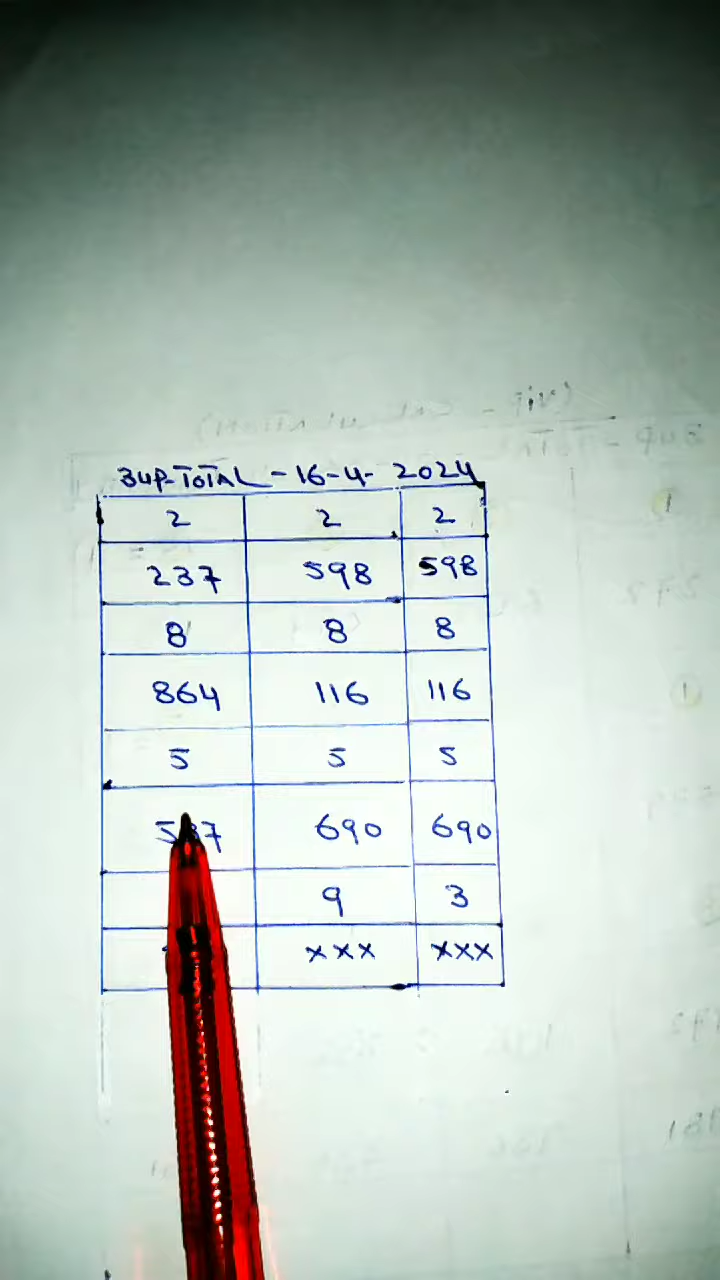 3UP-TOTAL - 16-4-2024
2 2 2
237 598 598
8 8 8
864 116 116
5 5 5
690 690
9 3
xxx xxx